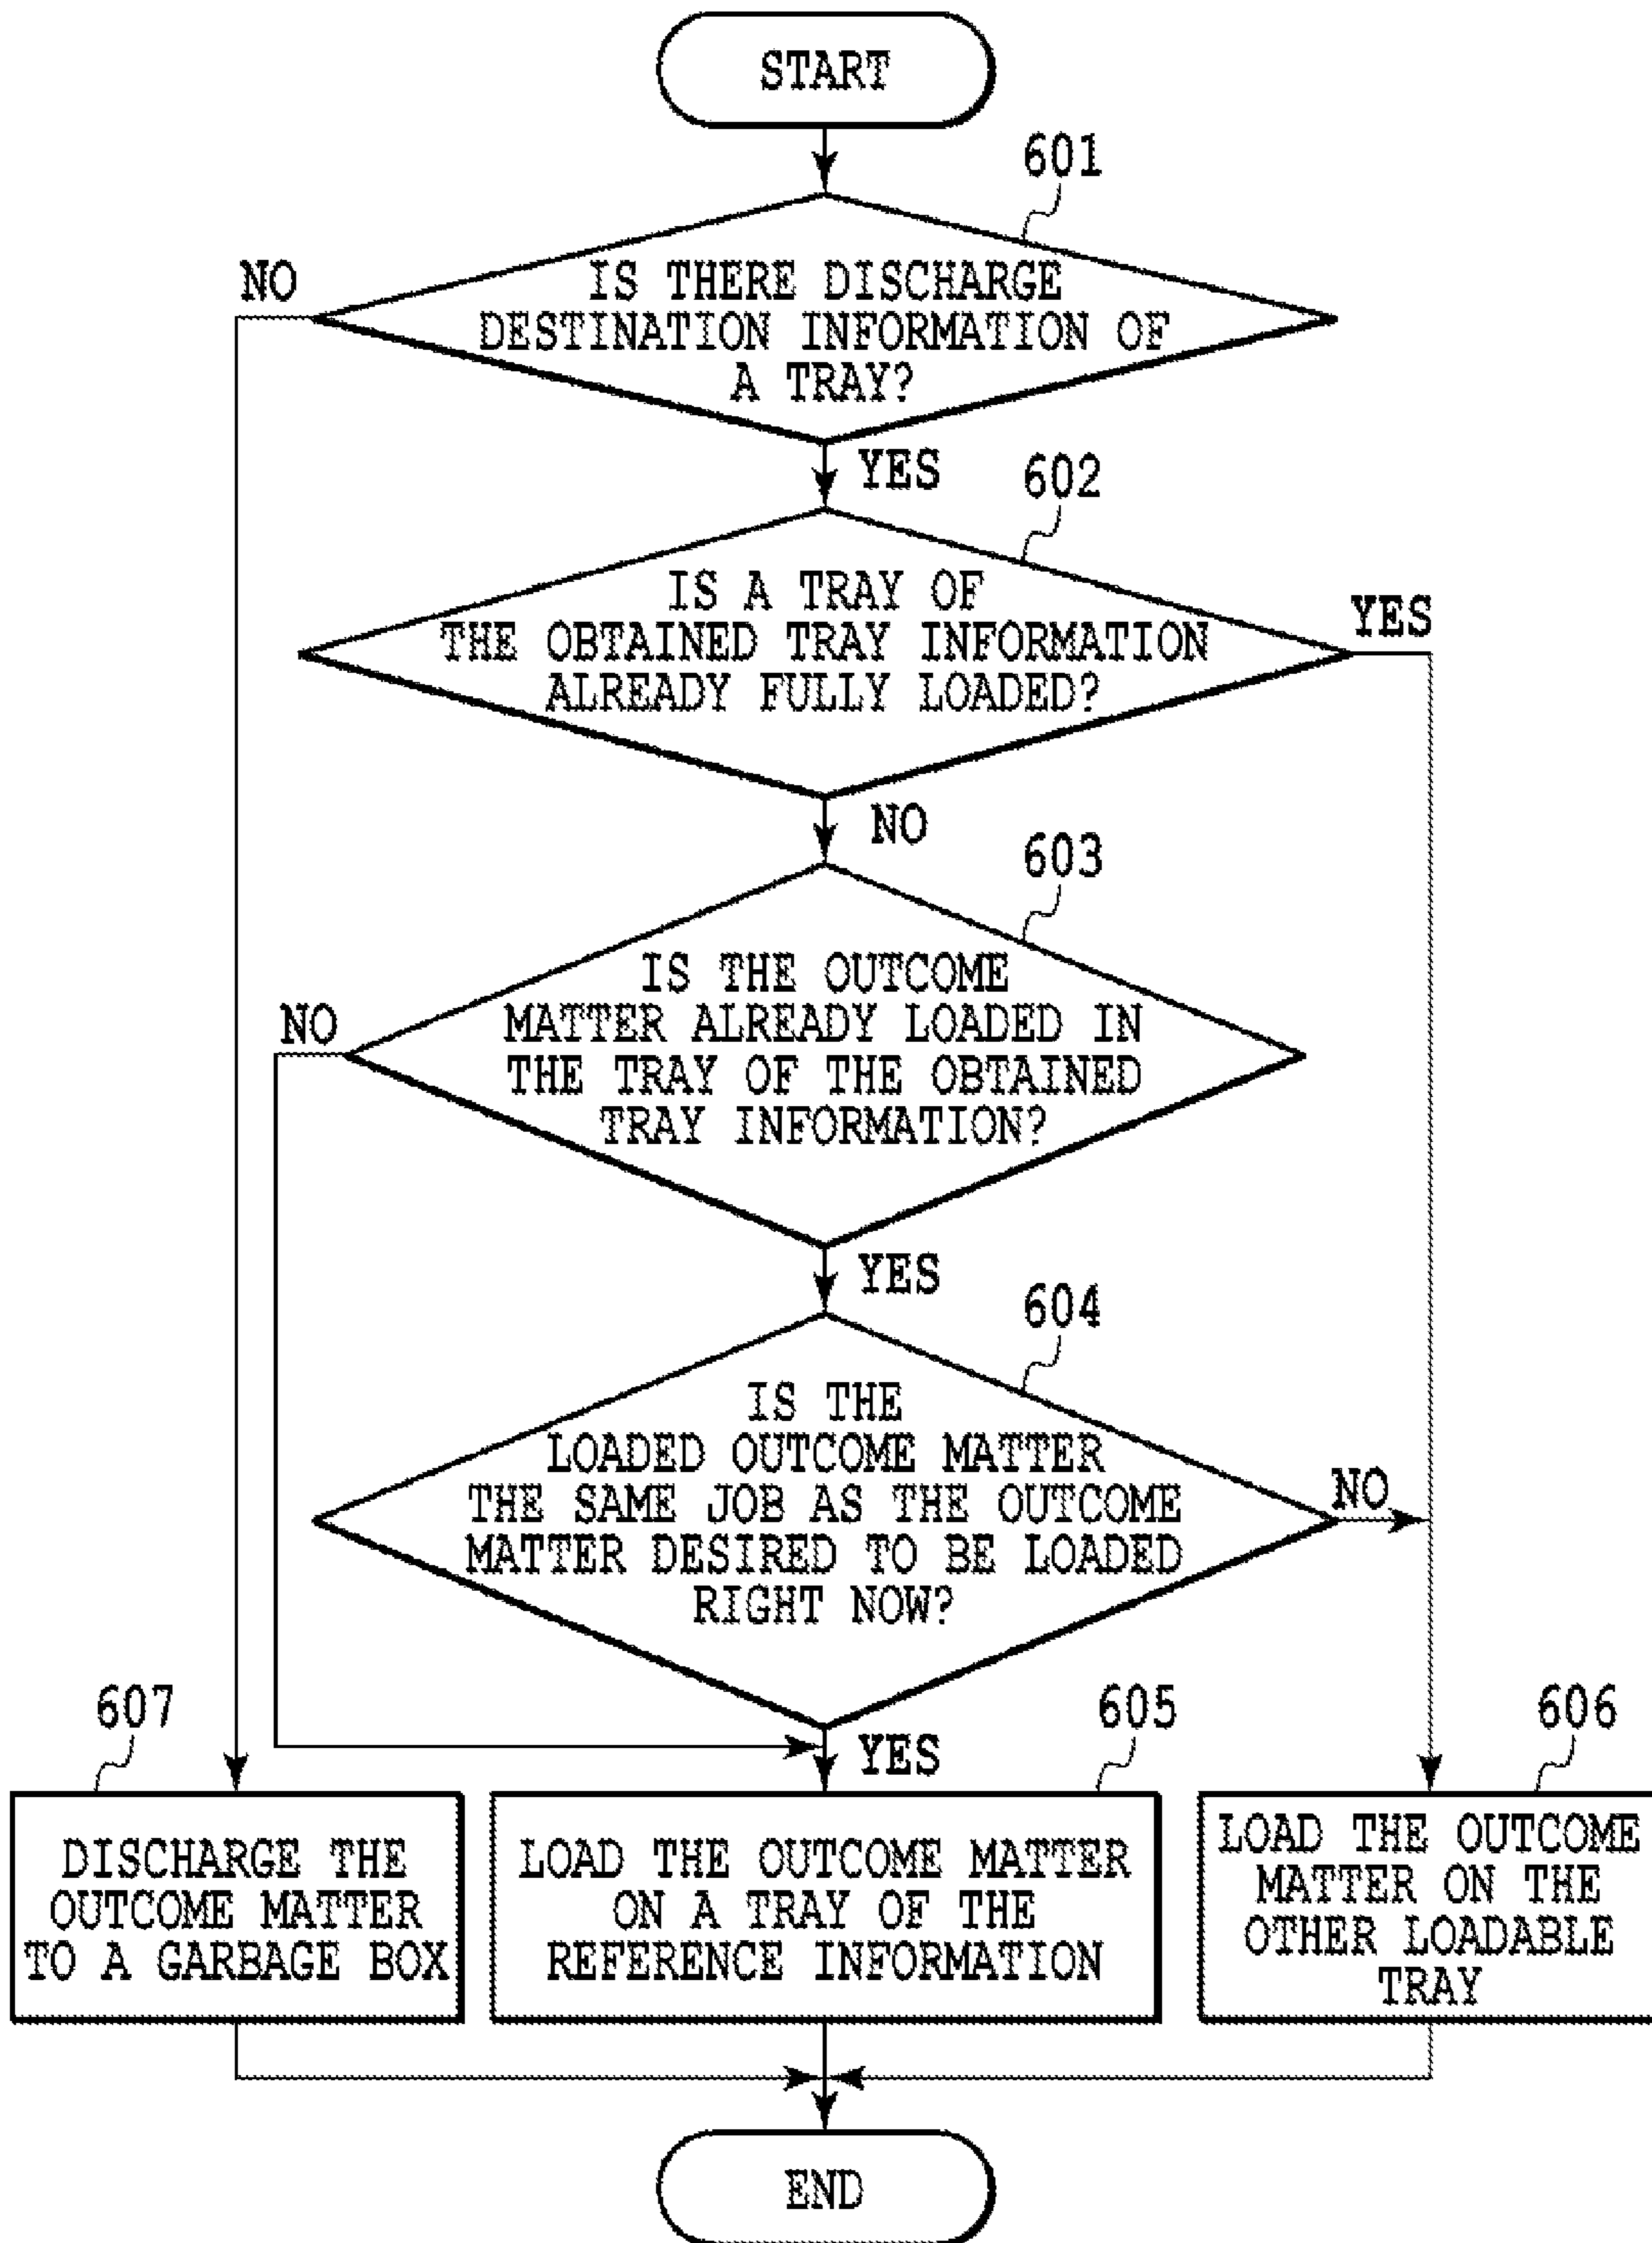 START
601
IS THERE DISCHARGE
DESTINATION INFORMATION OF
A TRAY?
NO
YES
602
IS A TRAY OF
THE OBTAINED TRAY INFORMATION
ALREADY FULLY LOADED?
YES
NO
603
IS THE OUTCOME
MATTER ALREADY LOADED IN
THE TRAY OF THE OBTAINED
TRAY INFORMATION?
NO
YES
604
IS THE
LOADED OUTCOME MATTER
THE SAME JOB AS THE OUTCOME
MATTER DESIRED TO BE LOADED
RIGHT NOW?
NO
YES
607
DISCHARGE THE
OUTCOME MATTER
TO A GARBAGE BOX
605
LOAD THE OUTCOME MATTER
ON A TRAY OF THE
REFERENCE INFORMATION
606
LOAD THE OUTCOME
MATTER ON THE
OTHER LOADABLE
TRAY
END